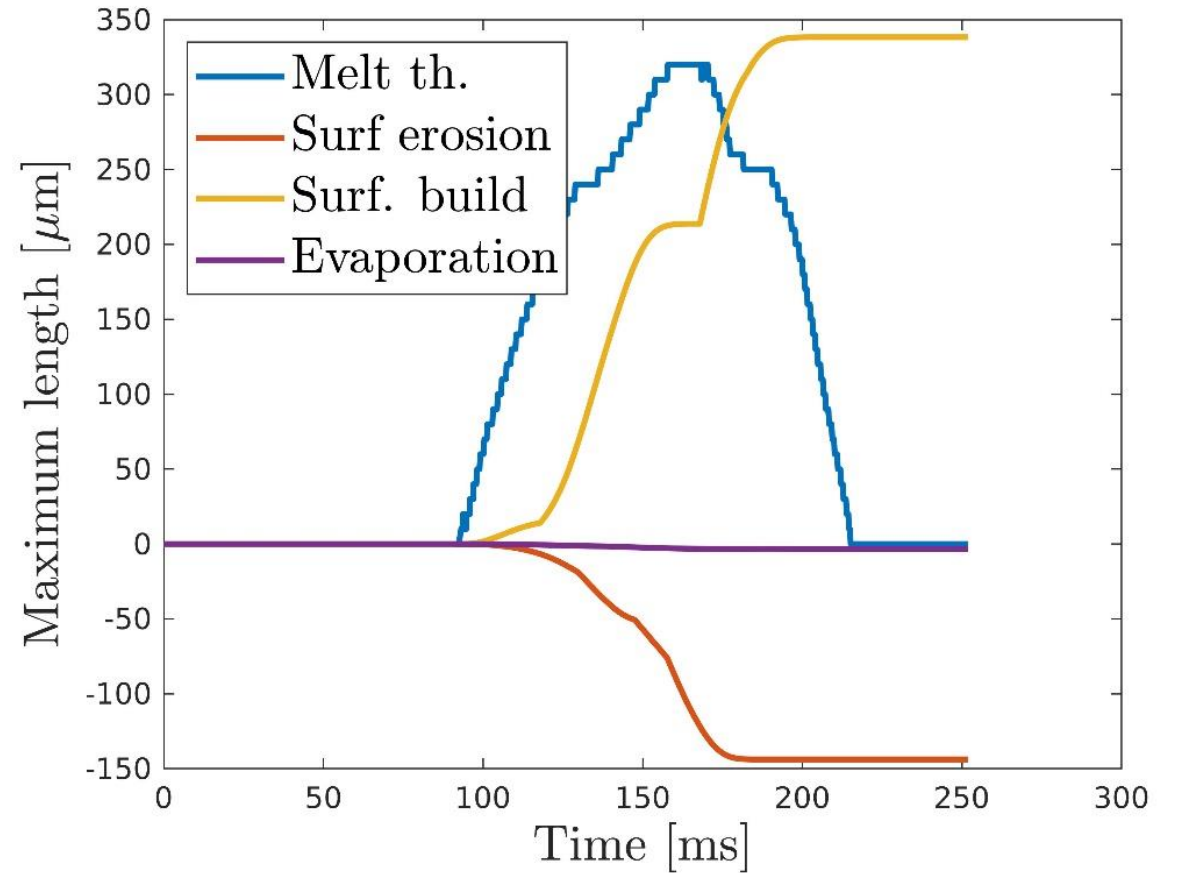 350
300
250
200
150
100
50
0
-50
-100
-150
Maximum length [μm]
Melt th.
Surf erosion
Surf. build
Evaporation
0 50 100 150 200 250 300
Time [ms]